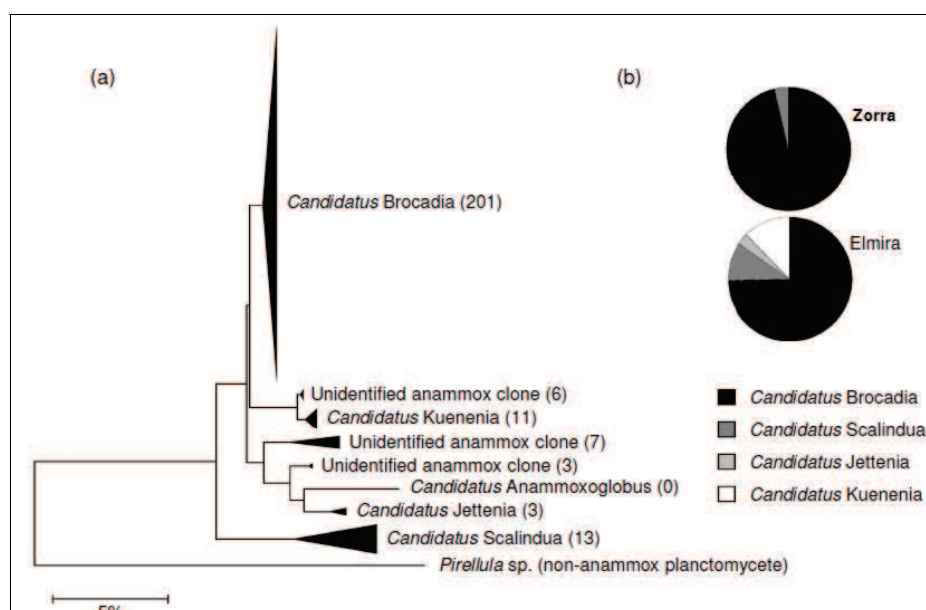 (a)
Candidatus Brocadia (201)
Unidentified anammox clone (6)
Candidatus Kuenenia (11)
Unidentified anammox clone (7)
Unidentified anammox clone (3)
Candidatus Anammoxoglobus (0)
Candidatus Jettenia (3)
Candidatus Scalindua (13)
Pirellula sp. (non-anammox planctomycete)
5%
(b)
Zorra
Elmira
Candidatus Brocadia
Candidatus Scalindua
Candidatus Jettenia
Candidatus Kuenenia